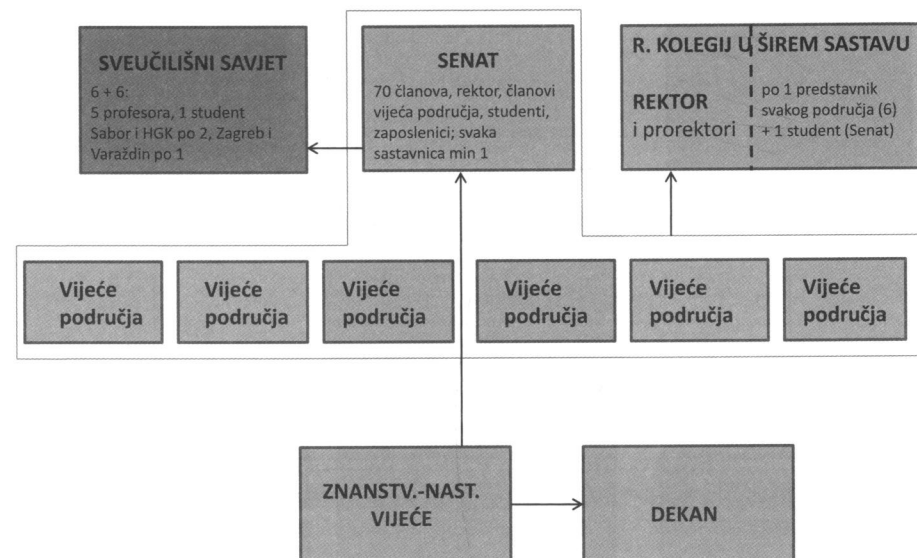 SVEUČILIŠNI SAVJET
6 + 6:
5 profesora, 1 student
Sabor i HGK po 2, Zagreb i
Varaždin po 1
SENAT
70 članova, rektor, članovi
vijeća područja, studenti,
zaposlenici; svaka
sastavnica min 1
R. KOLEGIJ U ŠIREM SASTAVU
REKTOR
i prorektori
po 1 predstavnik
svakog područja (6)
+ 1 student (Senat)
Vijeće
područja
Vijeće
područja
Vijeće
područja
Vijeće
područja
Vijeće
područja
Vijeće
područja
ZNANSTV.-NAST.
VIJEĆE
DEKAN